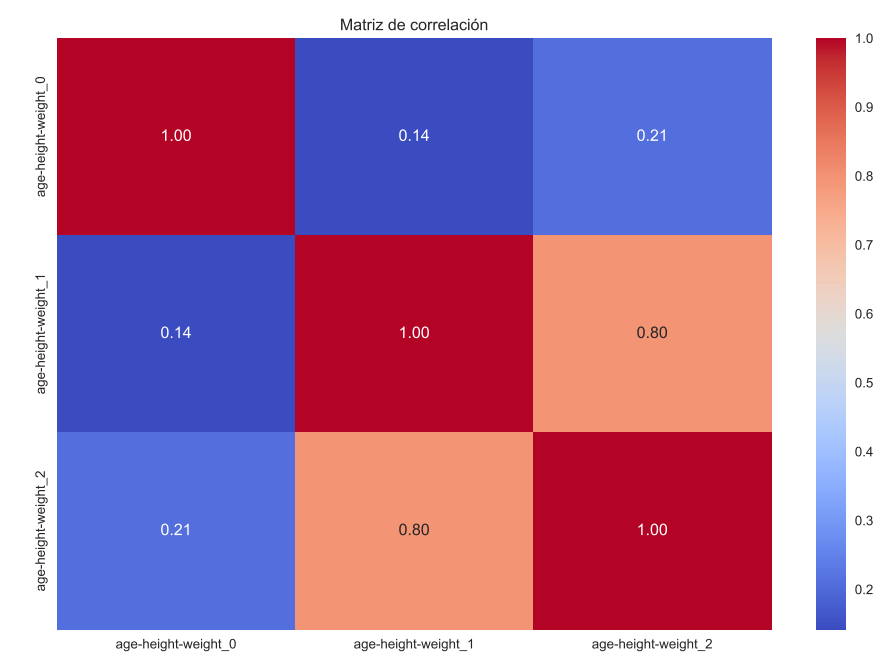 Matriz de correlación
age-height-weight_0
1.00
0.14
0.21
age-height-weight_1
0.14
1.00
0.80
age-height-weight_2
0.21
0.80
1.00
age-height-weight_0
age-height-weight_1
age-height-weight_2
1.0
0.9
0.8
0.7
0.6
0.5
0.4
0.3
0.2